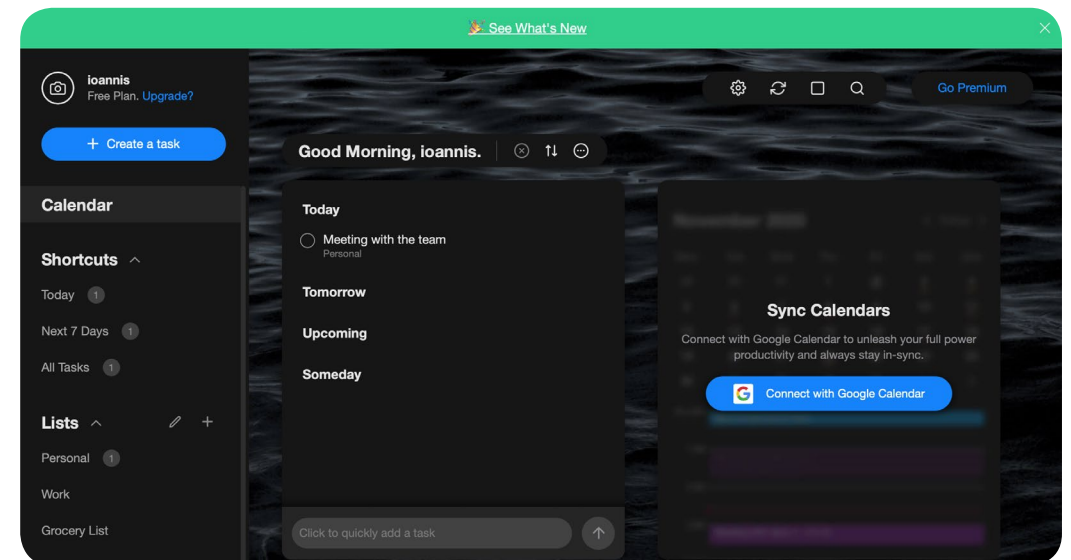 🎉 See What's New
ioannis
Free Plan. Upgrade?
+ Create a task
Calendar
Shortcuts
Today 1
Next 7 Days 1
All Tasks 1
Lists
Personal 1
Work
Grocery List
Go Premium
Good Morning, ioannis.
Today
Meeting with the team
Personal
Tomorrow
Upcoming
Someday
Click to quickly add a task
Sync Calendars
Connect with Google Calendar to unleash your full power
productivity and always stay in-sync.
Connect with Google Calendar